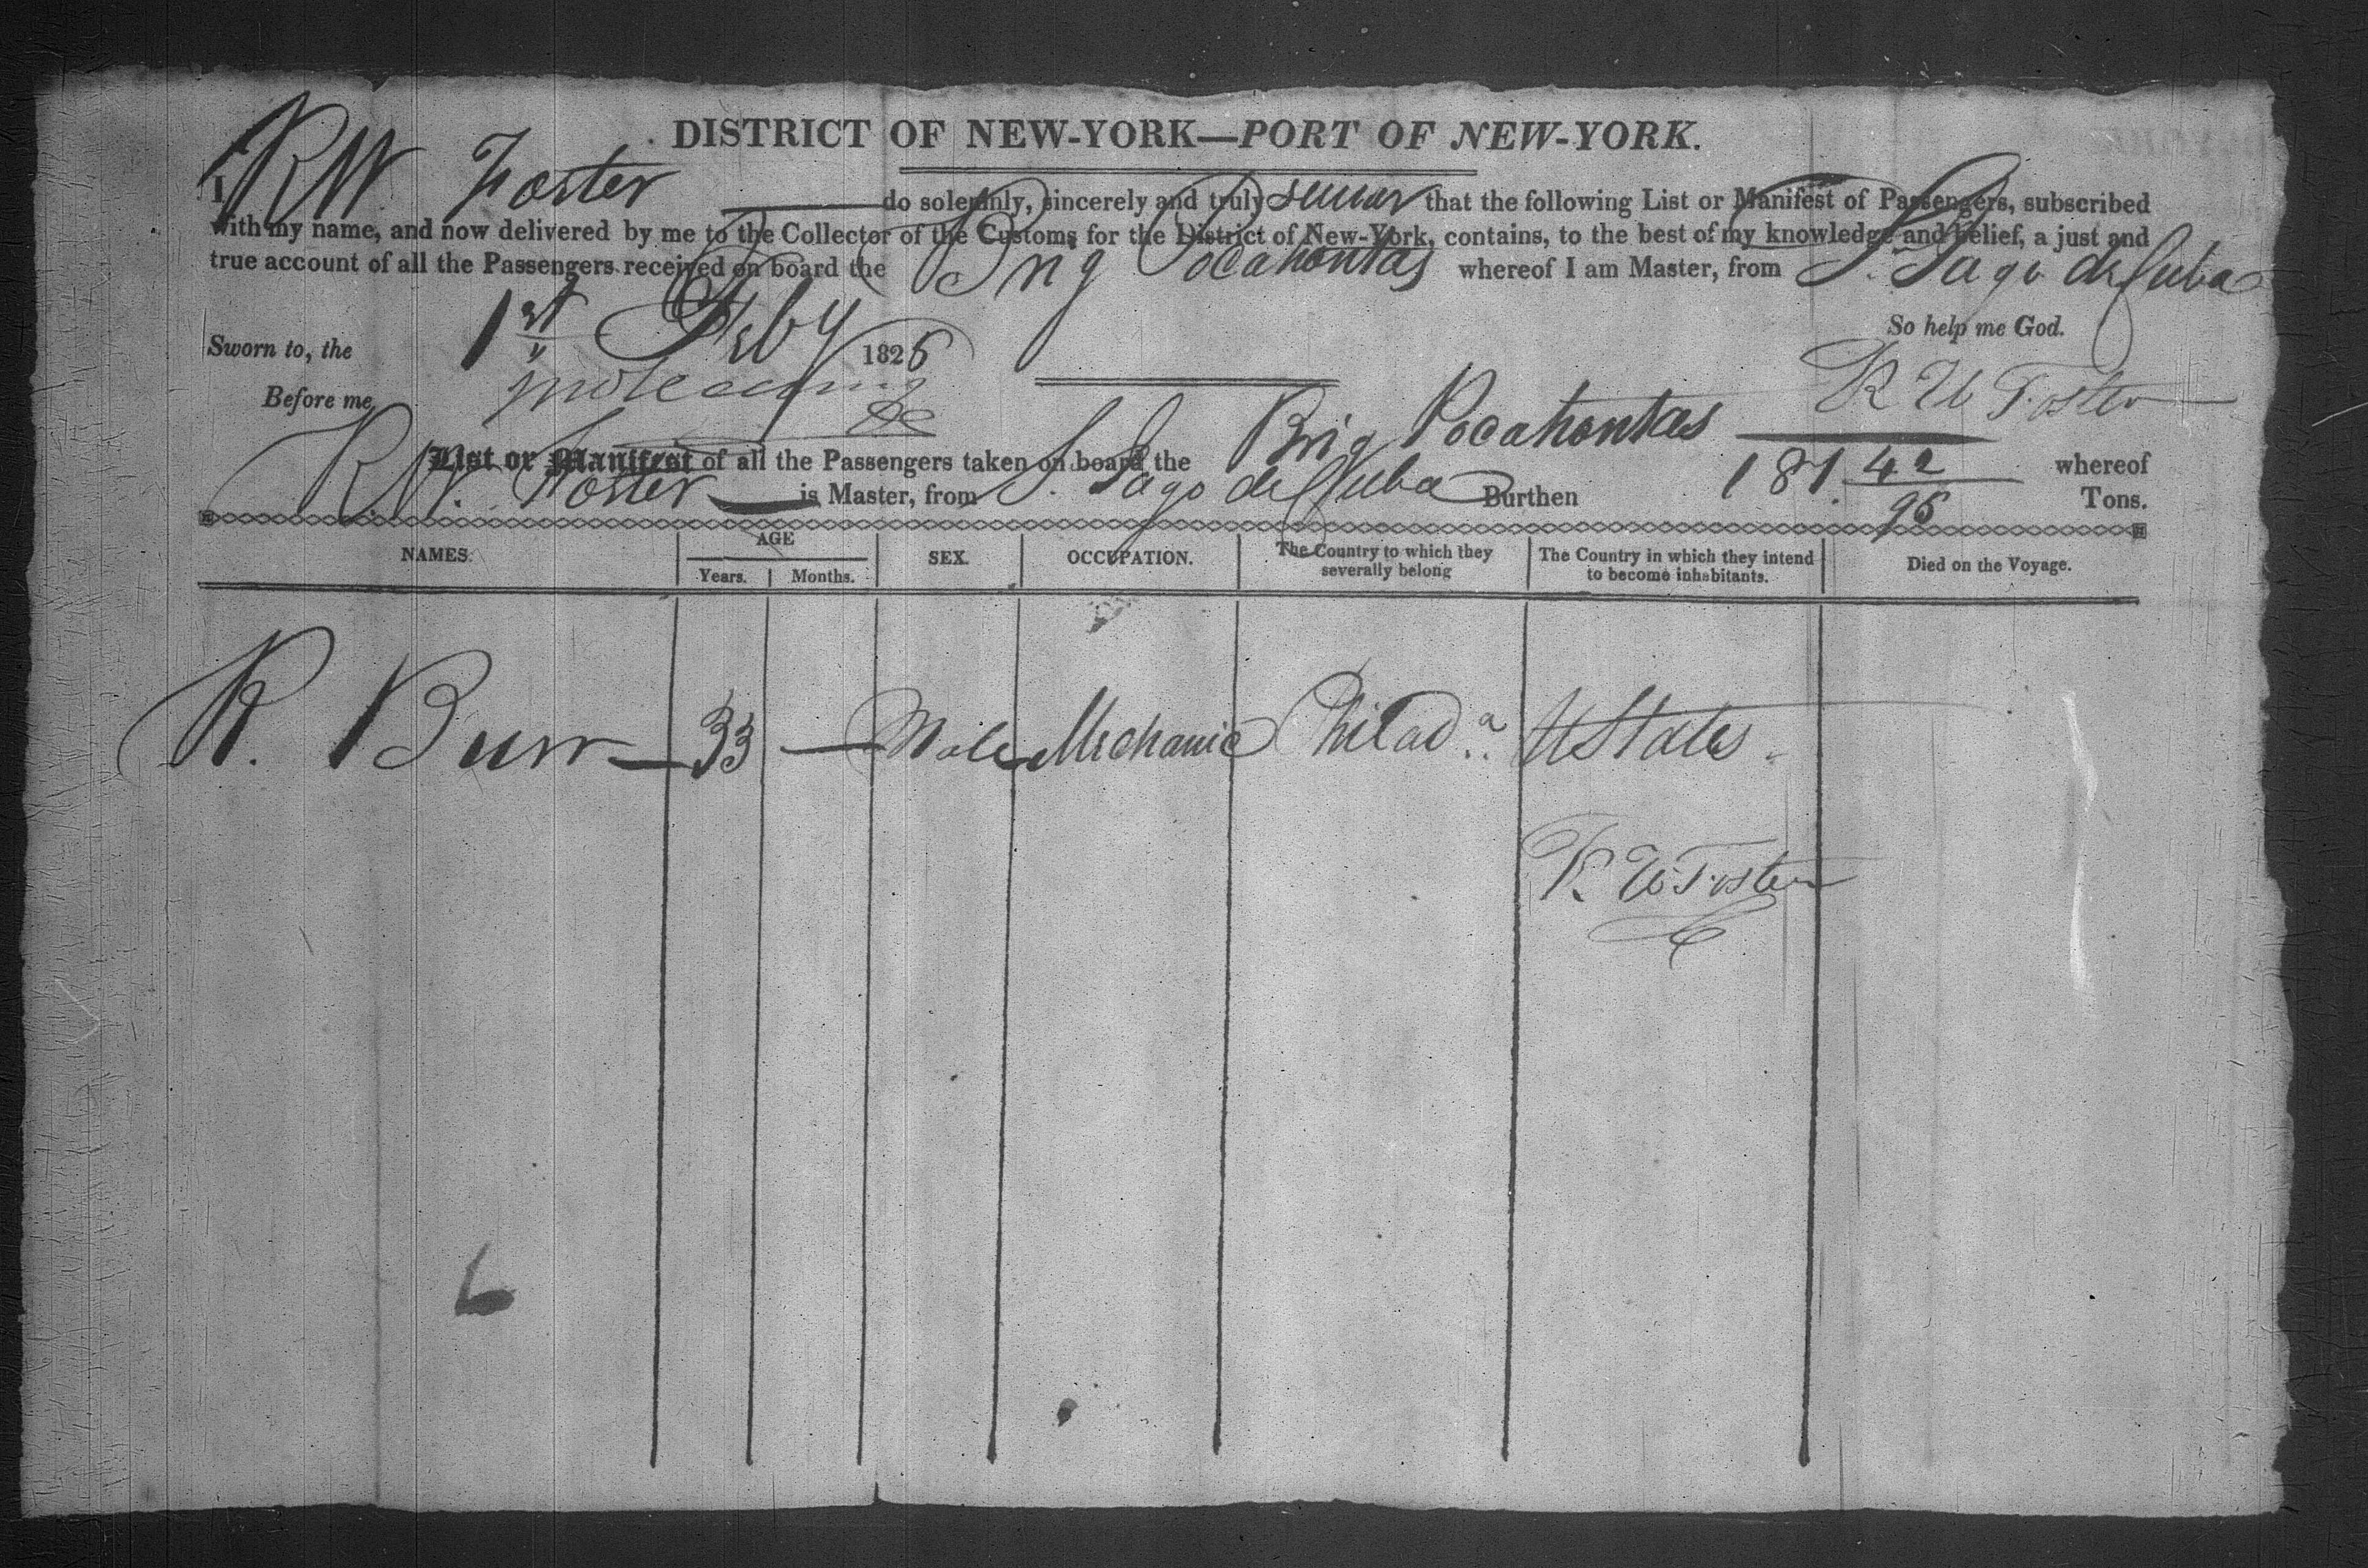 DISTRICT OF NEW-YORK—PORT OF NEW-YORK.
I, RW Foster do solemnly, sincerely and truly swear that the following List or Manifest of Passengers, subscribed
with my name, and now delivered by me to the Collector of the Customs for the District of New-York, contains, to the best of my knowledge and belief, a just and
true account of all the Passengers received on board the Brig Pocahontas whereof I am Master, from S. Iago de Cuba
So help me God.
Sworn to, the 1st Feby 1826
Before me, R W Foster
List or Manifest of all the Passengers taken on board the Brig Pocahontas whereof
RW. Foster is Master, from S. Iago de Cuba Burthen 181. 42/95 Tons.
NAMES. AGE SEX. OCCUPATION. The Country to which they severally belong The Country in which they intend to become inhabitants. Died on the Voyage.
Years. Months.
R. Burr 33 — Male Mechanic Philada.. UStates.
R W Foster